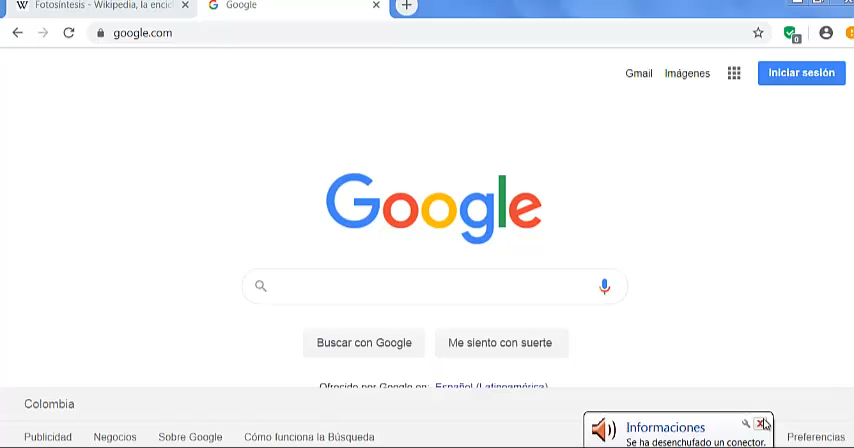 Fotosíntesis - Wikipedia, la enci
Google
google.com
Gmail Imágenes Iniciar sesión
Google
Buscar con Google Me siento con suerte
Ofrecido por Google en: Español (Latinoamérica)
Colombia
Publicidad Negocios Sobre Google Cómo funciona la Búsqueda Preferencias
Informaciones
Se ha desenchufado un conector.